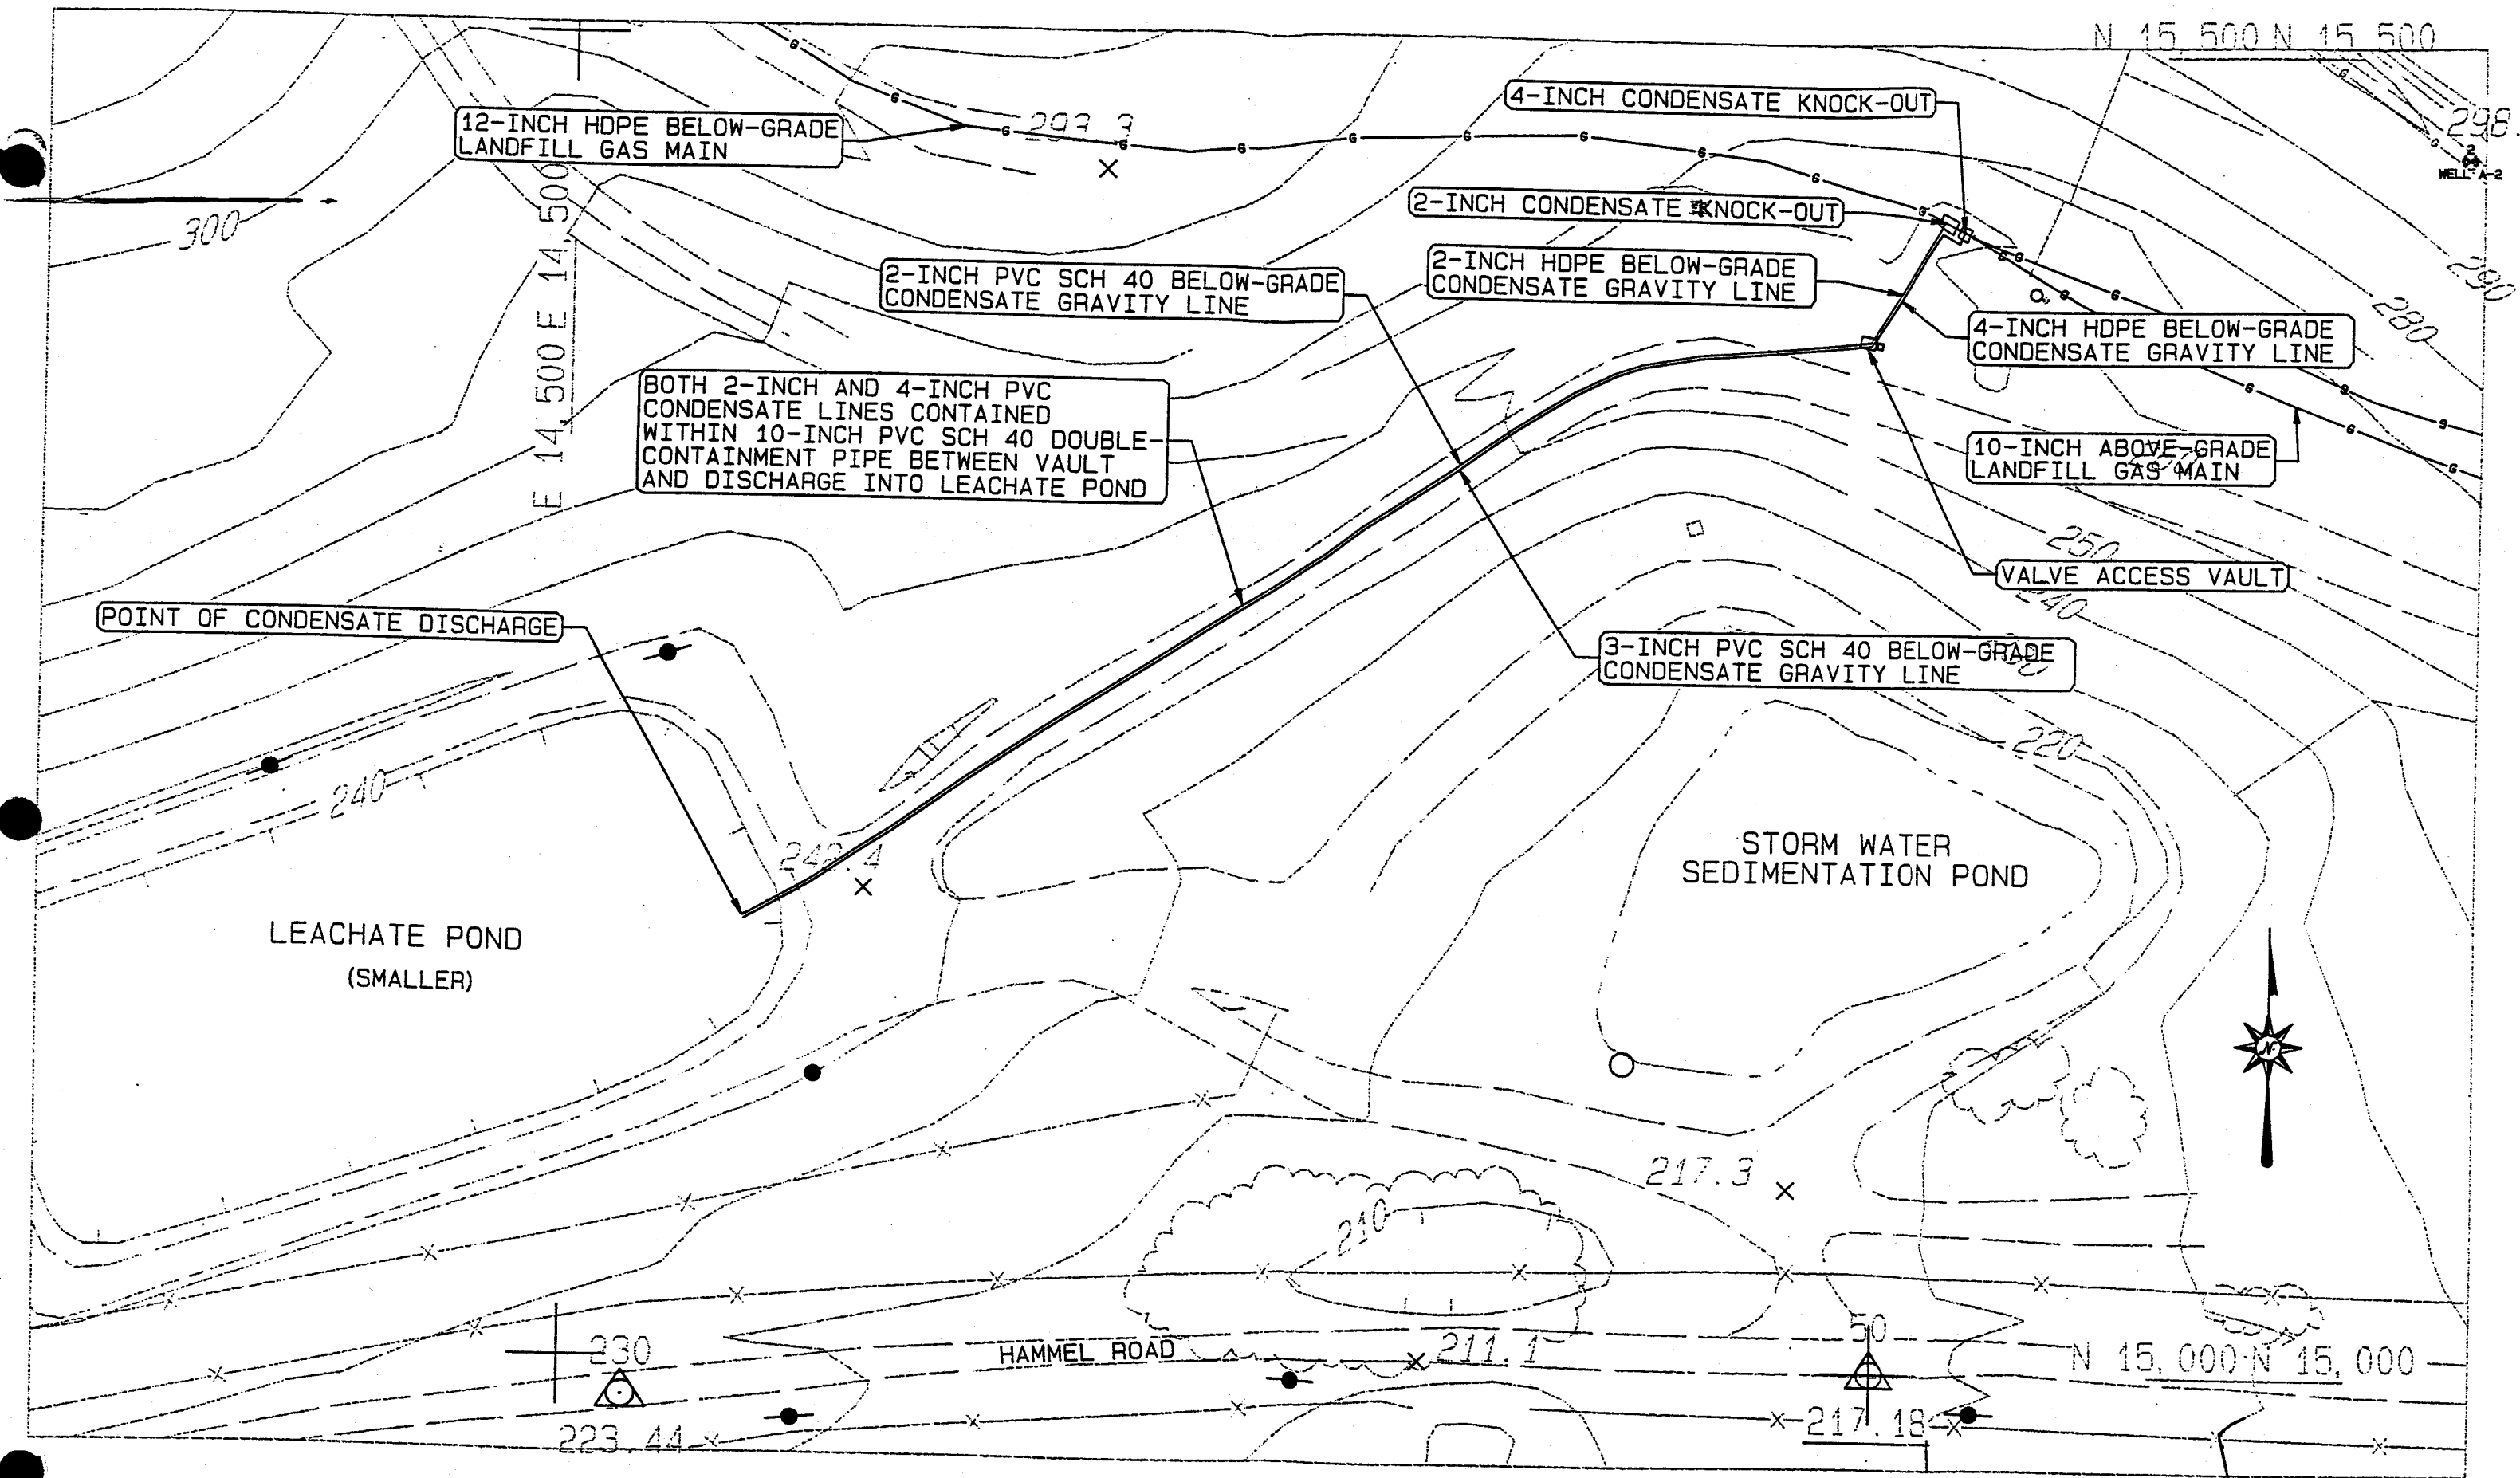 N 15,500 N 15,500
4-INCH CONDENSATE KNOCK-OUT
12-INCH HDPE BELOW-GRADE
LANDFILL GAS MAIN
293.3
298.
2
WELL A-2
300
2-INCH CONDENSATE KNOCK-OUT
2-INCH PVC SCH 40 BELOW-GRADE
CONDENSATE GRAVITY LINE
2-INCH HDPE BELOW-GRADE
CONDENSATE GRAVITY LINE
290
280
4-INCH HDPE BELOW-GRADE
CONDENSATE GRAVITY LINE
E 14,500 E 14,500
BOTH 2-INCH AND 4-INCH PVC
CONDENSATE LINES CONTAINED
WITHIN 10-INCH PVC SCH 40 DOUBLE-
CONTAINMENT PIPE BETWEEN VAULT
AND DISCHARGE INTO LEACHATE POND
10-INCH ABOVE-GRADE
LANDFILL GAS MAIN
250
VALVE ACCESS VAULT
240
POINT OF CONDENSATE DISCHARGE
3-INCH PVC SCH 40 BELOW-GRADE
CONDENSATE GRAVITY LINE
220
240
242.4
STORM WATER
SEDIMENTATION POND
LEACHATE POND
(SMALLER)
N
217.3
210
230
HAMMEL ROAD
211.1
50
N 15,000 N 15,000
223.44
217.18